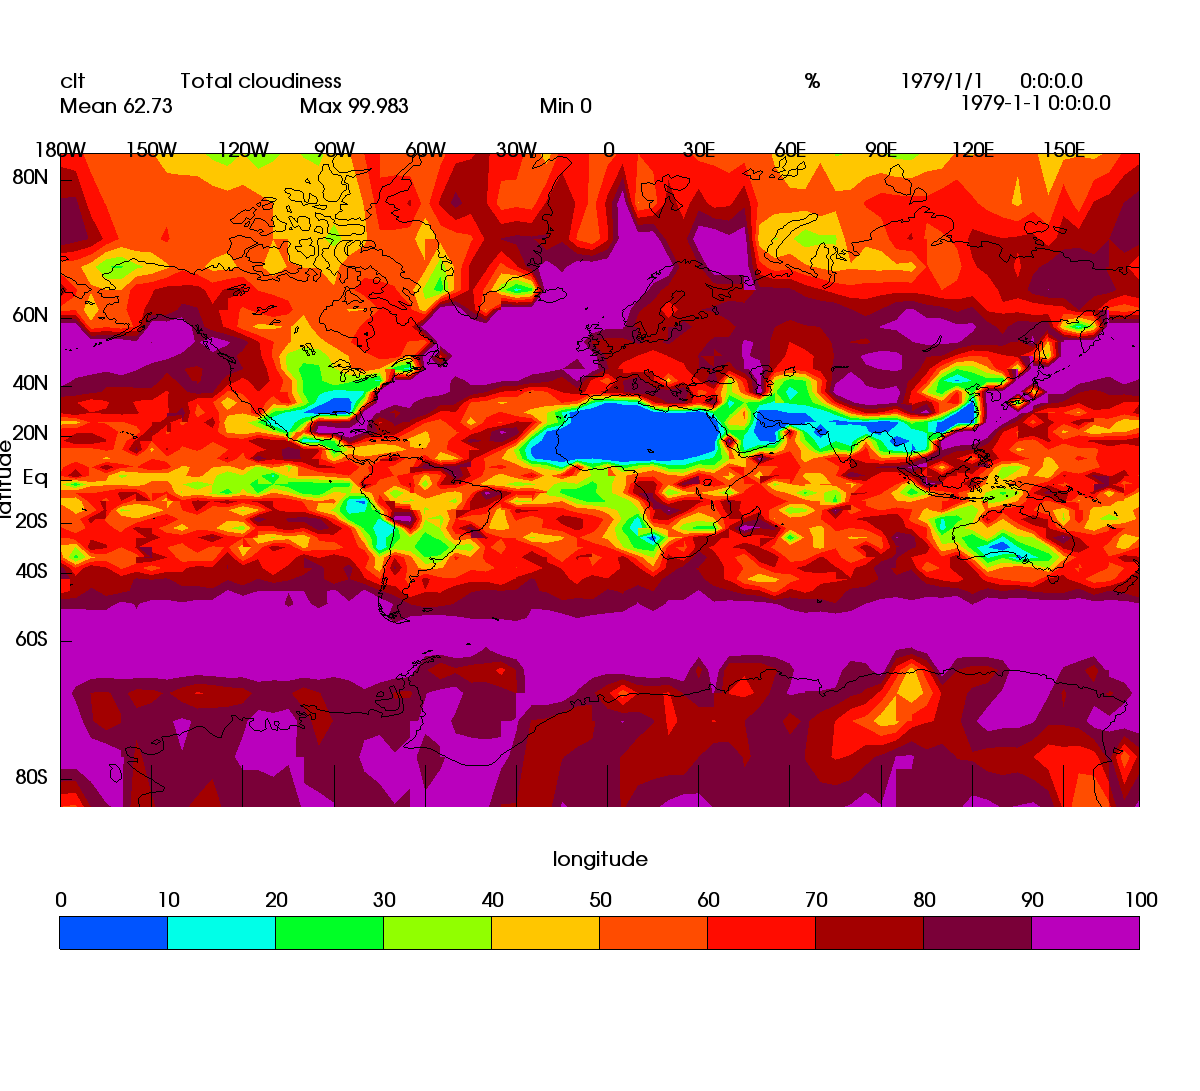 clt Total cloudiness % 1979/1/1 0:0:0.0
Mean 62.73 Max 99.983 Min 0 1979-1-1 0:0:0.0
180W 150W 120W 90W 60W 30W 0 30E 60E 90E 120E 150E
80N
60N
40N
20N
Eq
20S
40S
60S
80S
latitude
longitude
0 10 20 30 40 50 60 70 80 90 100